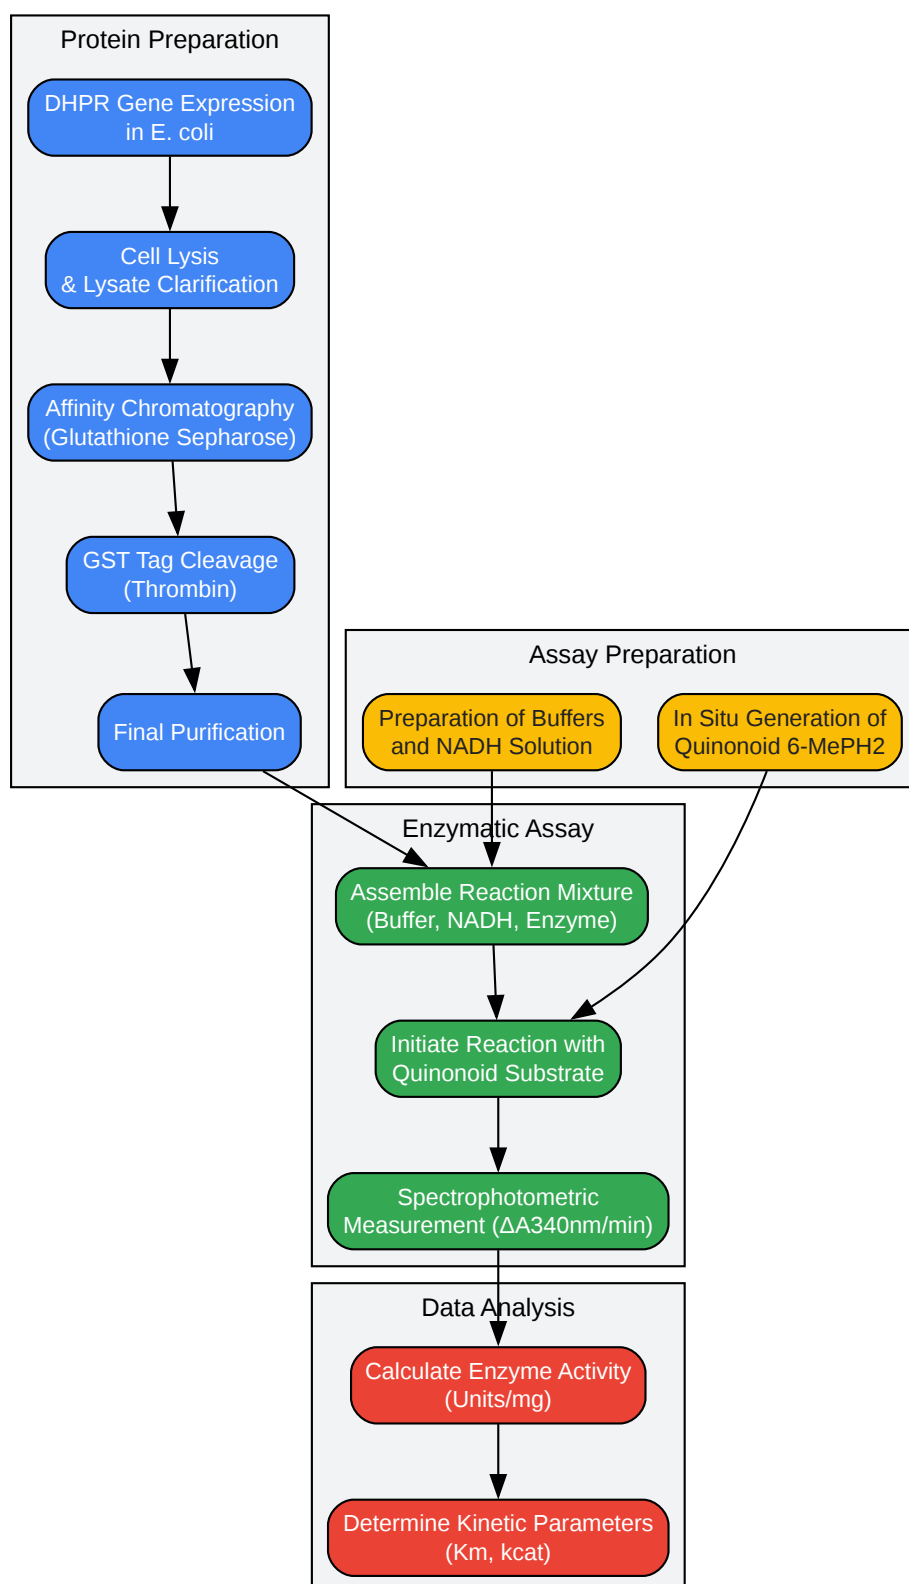 Protein Preparation
DHPR Gene Expression
in E. coli
Cell Lysis
& Lysate Clarification
Affinity Chromatography
(Glutathione Sepharose)
GST Tag Cleavage
(Thrombin)
Final Purification
Assay Preparation
Preparation of Buffers
and NADH Solution
In Situ Generation of
Quinonoid 6-MePH2
Enzymatic Assay
Assemble Reaction Mixture
(Buffer, NADH, Enzyme)
Initiate Reaction with
Quinonoid Substrate
Spectrophotometric
Measurement (ΔA340nm/min)
Data Analysis
Calculate Enzyme Activity
(Units/mg)
Determine Kinetic Parameters
(Km, kcat)